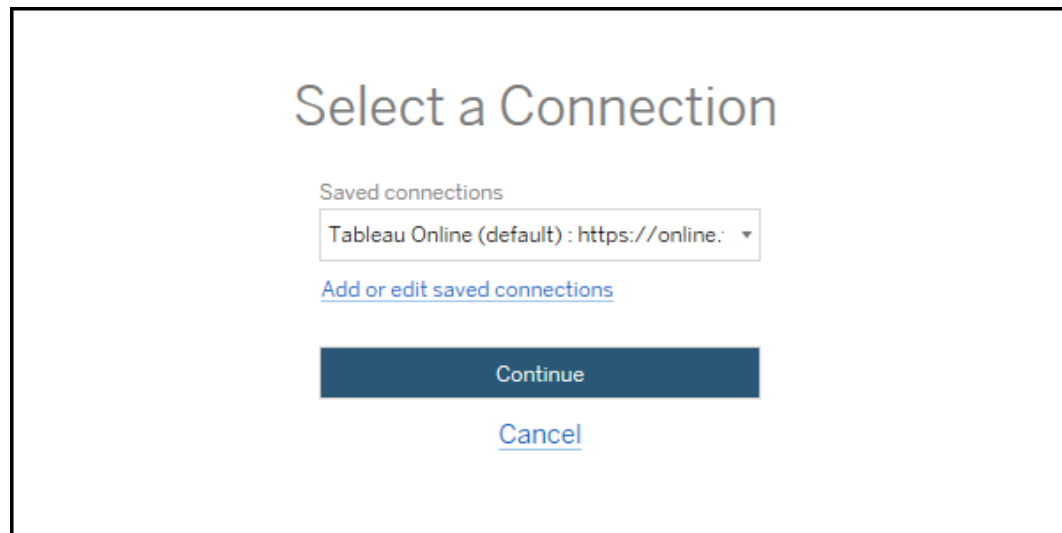 Select a Connection
Saved connections
Tableau Online (default) : https://online.
Add or edit saved connections
Continue
Cancel